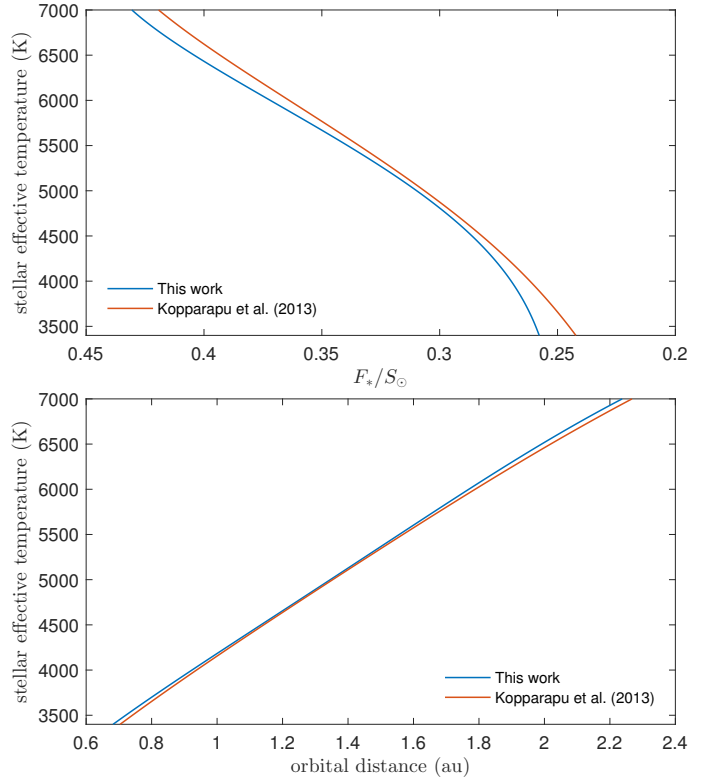 7000
6500
6000
5500
5000
4500
4000
3500
stellar effective temperature (K)
This work
Kopparapu et al. (2013)
0.45 0.4 0.35 0.3 0.25 0.2
F*/S☉
7000
6500
6000
5500
5000
4500
4000
3500
stellar effective temperature (K)
This work
Kopparapu et al. (2013)
0.6 0.8 1 1.2 1.4 1.6 1.8 2 2.2 2.4
orbital distance (au)